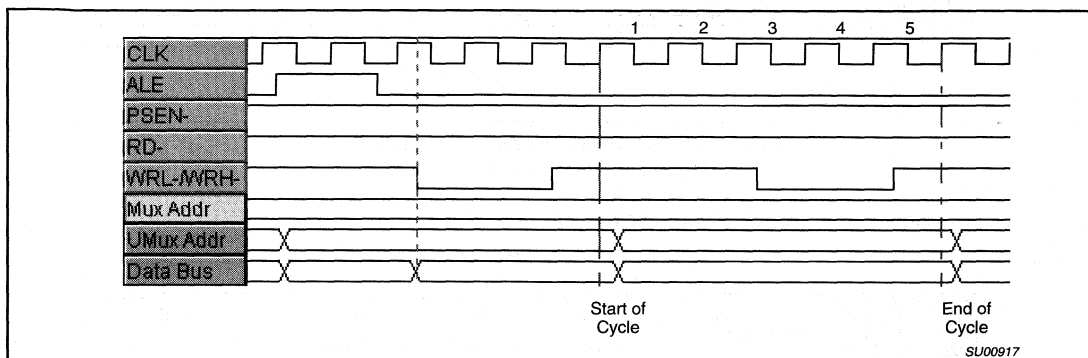 1 2 3 4 5
CLK
ALE
PSEN-
RD-
WRL-/WRH-
Mux Addr
UMux Addr
Data Bus
Start of
Cycle
End of
Cycle
SU00917